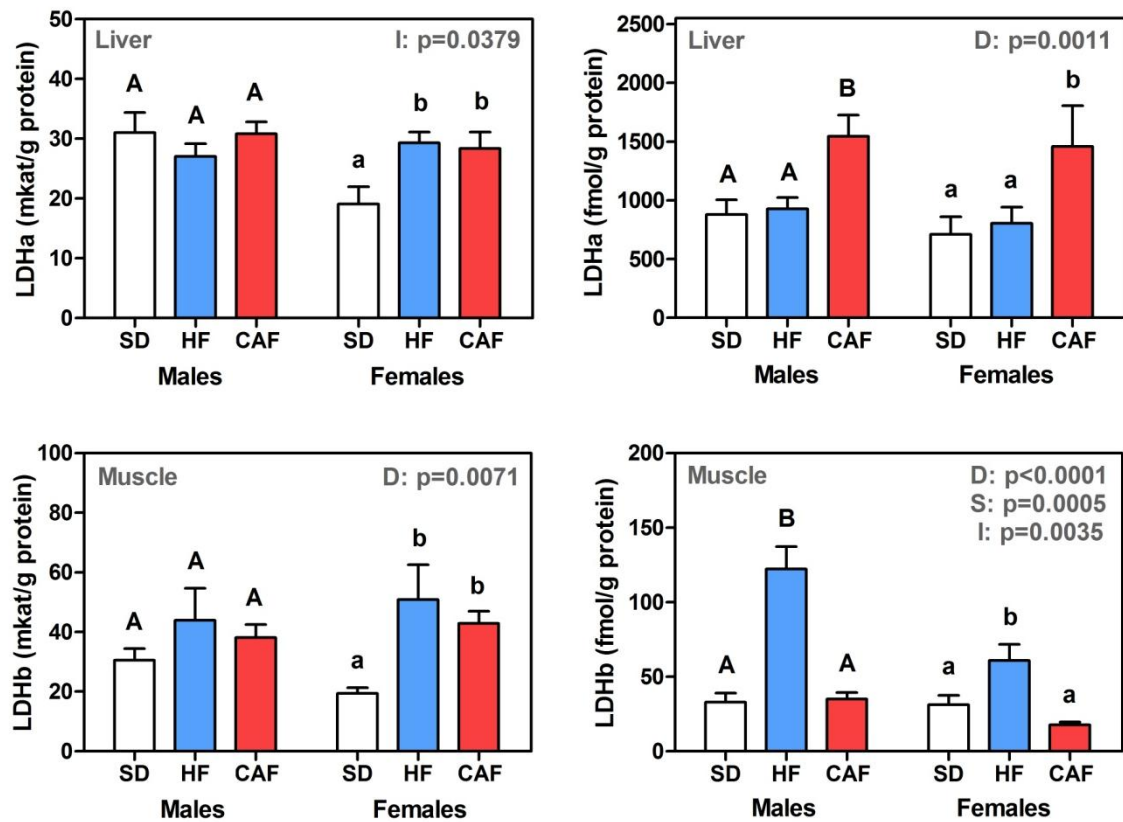 LDHa (mkat/g protein)
50
40
30
20
10
0
Liver I: p=0.0379
A A A a b b
SD HF CAF SD HF CAF
Males Females
LDHa (fmol/g protein)
2500
2000
1500
1000
500
0
Liver D: p=0.0011
A A B a a b
SD HF CAF SD HF CAF
Males Females
LDHb (mkat/g protein)
100
80
60
40
20
0
Muscle D: p=0.0071
A A A a b b
SD HF CAF SD HF CAF
Males Females
LDHb (fmol/g protein)
200
150
100
50
0
Muscle D: p<0.0001
S: p=0.0005
I: p=0.0035
A B A a b a
SD HF CAF SD HF CAF
Males Females